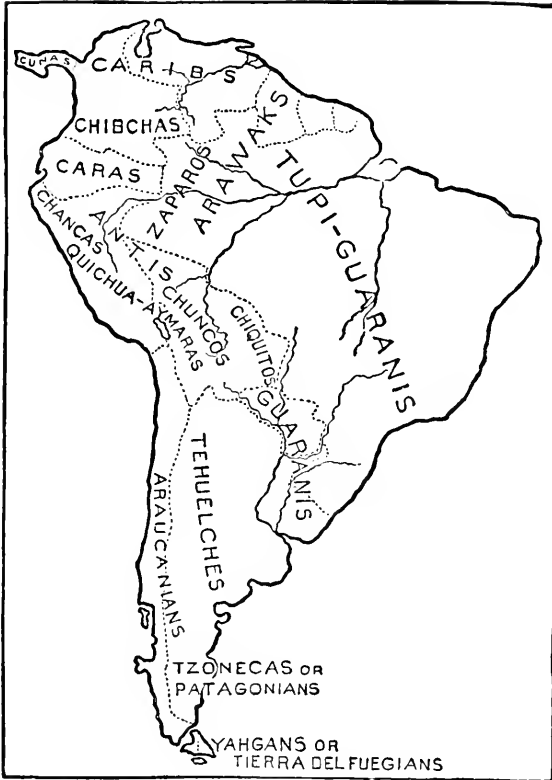 CUNAS
CARIBS
CHIBCHAS
CARAS
ZAPAROS
ARAWAKS
TUPI-GUARANIS
CHANCAS
ANTIS
QUICHUA-AYMARAS
CHUNCOS
CHIQUITOS
GUARANIS
TEHUELCHES
ARAUCANIANS
TZONECAS OR
PATAGONIANS
YAHGANS OR
TIERRA DEL FUEGIANS